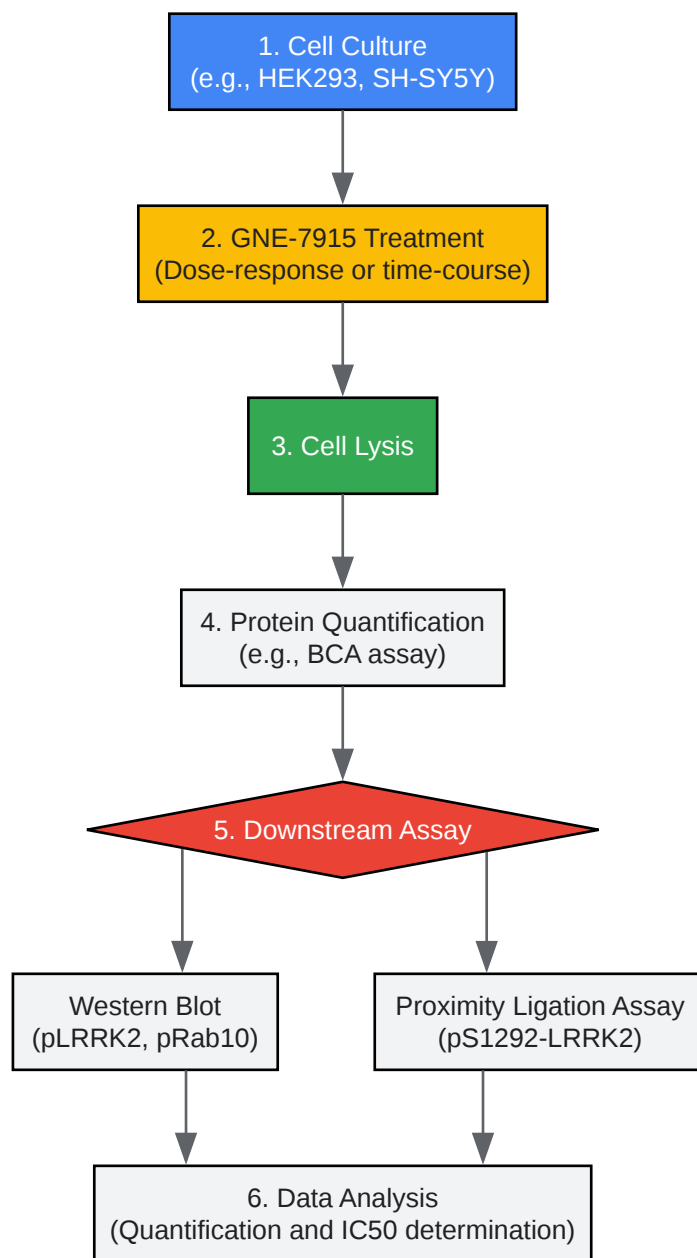 1. Cell Culture
(e.g., HEK293, SH-SY5Y)
2. GNE-7915 Treatment
(Dose-response or time-course)
3. Cell Lysis
4. Protein Quantification
(e.g., BCA assay)
5. Downstream Assay
Western Blot
(pLRRK2, pRab10)
Proximity Ligation Assay
(pS1292-LRRK2)
6. Data Analysis
(Quantification and IC50 determination)